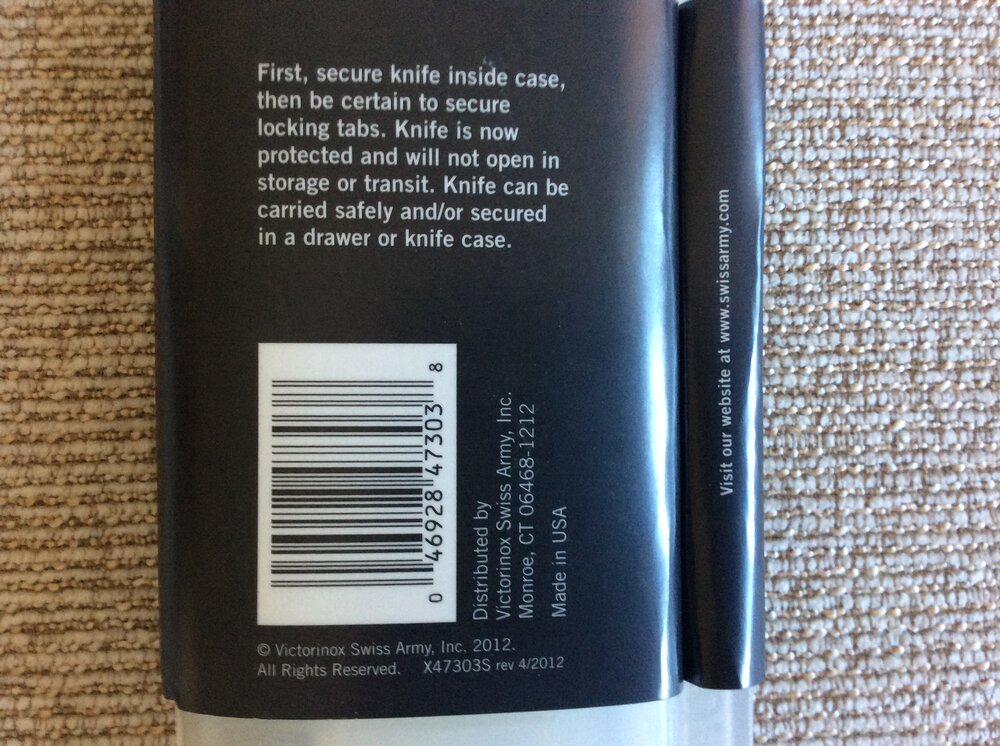 First, secure knife inside case,
then be certain to secure
locking tabs. Knife is now
protected and will not open in
storage or transit. Knife can be
carried safely and/or secured
in a drawer or knife case.
0 46928 47303 8
Distributed by
Victorinox Swiss Army, Inc.
Monroe, CT 06468-1212
Made in USA
© Victorinox Swiss Army, Inc. 2012.
All Rights Reserved. X47303S rev 4/2012
Visit our website at www.swissarmy.com